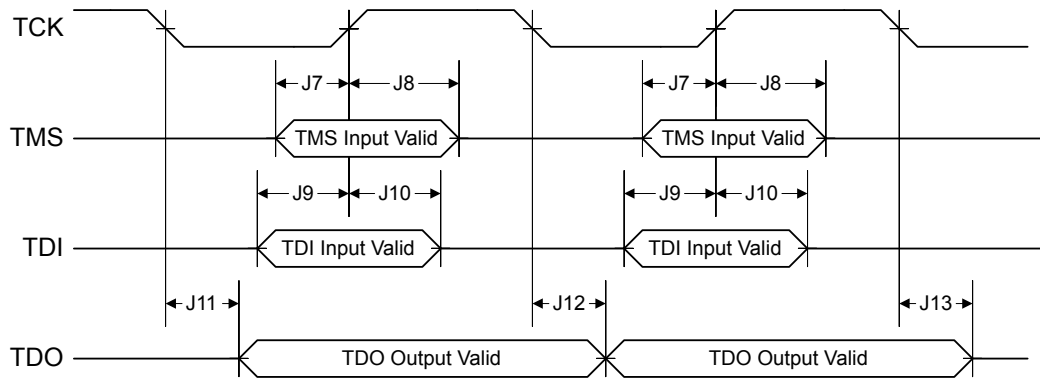 TCK
J7 J8 J7 J8
TMS TMS Input Valid TMS Input Valid
J9 J10 J9 J10
TDI TDI Input Valid TDI Input Valid
J11 J12 J13
TDO TDO Output Valid TDO Output Valid